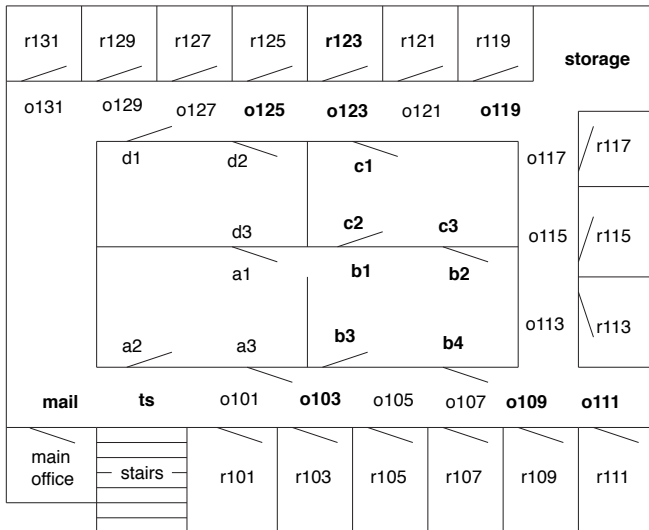 r131 r129 r127 r125 r123 r121 r119
storage
o131 o129 o127 o125 o123 o121 o119
d1 d2 c1 o117 r117
d3 c2 c3 o115 r115
a1 b1 b2
o113 r113
a2 a3 b3 b4
mail ts o101 o103 o105 o107 o109 o111
main
office
stairs r101 r103 r105 r107 r109 r111